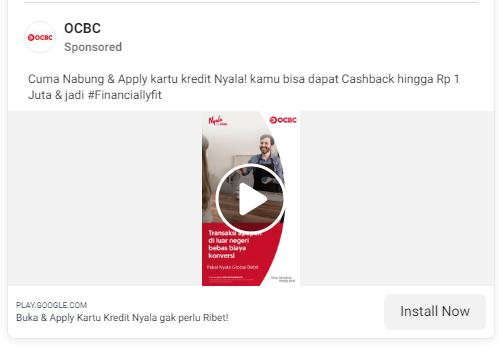 OCBC
OCBC
Sponsored
Cuma Nabung & Apply kartu kredit Nyala! kamu bisa dapat Cashback hingga Rp 1
Juta & jadi #Financiallyfit
Nyala
OCBC
Transaksi apapun
di luar negeri
bebas biaya
konversi
Pakai Nyala Global Debit
PLAY.GOOGLE.COM
Buka & Apply Kartu Kredit Nyala gak perlu Ribet!
Install Now